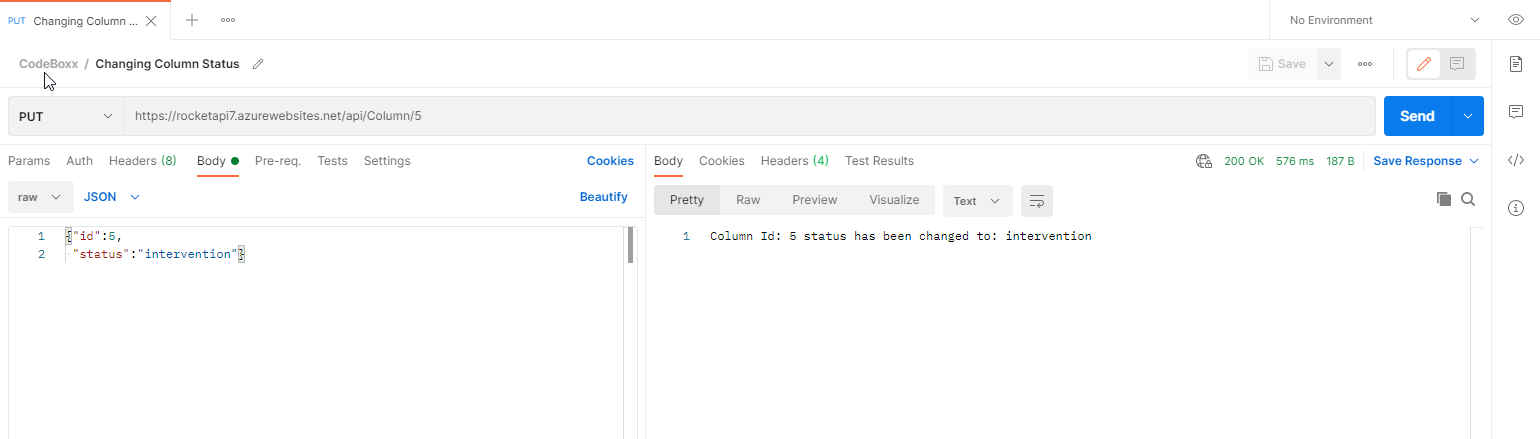 PUT Changing Column ...
No Environment
CodeBoxx / Changing Column Status
Save
PUT https://rocketapi7.azurewebsites.net/api/Column/5
Send
Params Auth Headers (8) Body Pre-req. Tests Settings Cookies
Body Cookies Headers (4) Test Results 200 OK 576 ms 187 B Save Response
raw JSON Beautify
Pretty Raw Preview Visualize Text
1 {"id":5,
2 "status":"intervention"}
1 Column Id: 5 status has been changed to: intervention